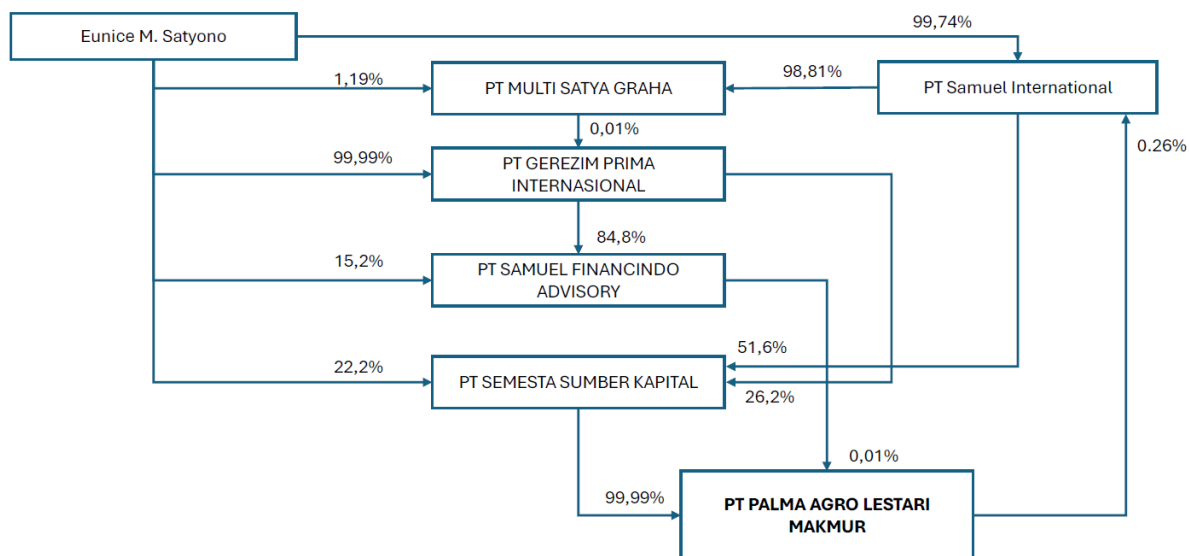 99,74%
Eunice M. Satyono
1,19%
PT MULTI SATYA GRAHA
98,81%
PT Samuel International
0,01%
0.26%
99,99%
PT GEREZIM PRIMA
INTERNASIONAL
84,8%
15,2%
PT SAMUEL FINANCINDO
ADVISORY
51,6%
22,2%
PT SEMESTA SUMBER KAPITAL
26,2%
0,01%
99,99%
PT PALMA AGRO LESTARI
MAKMUR